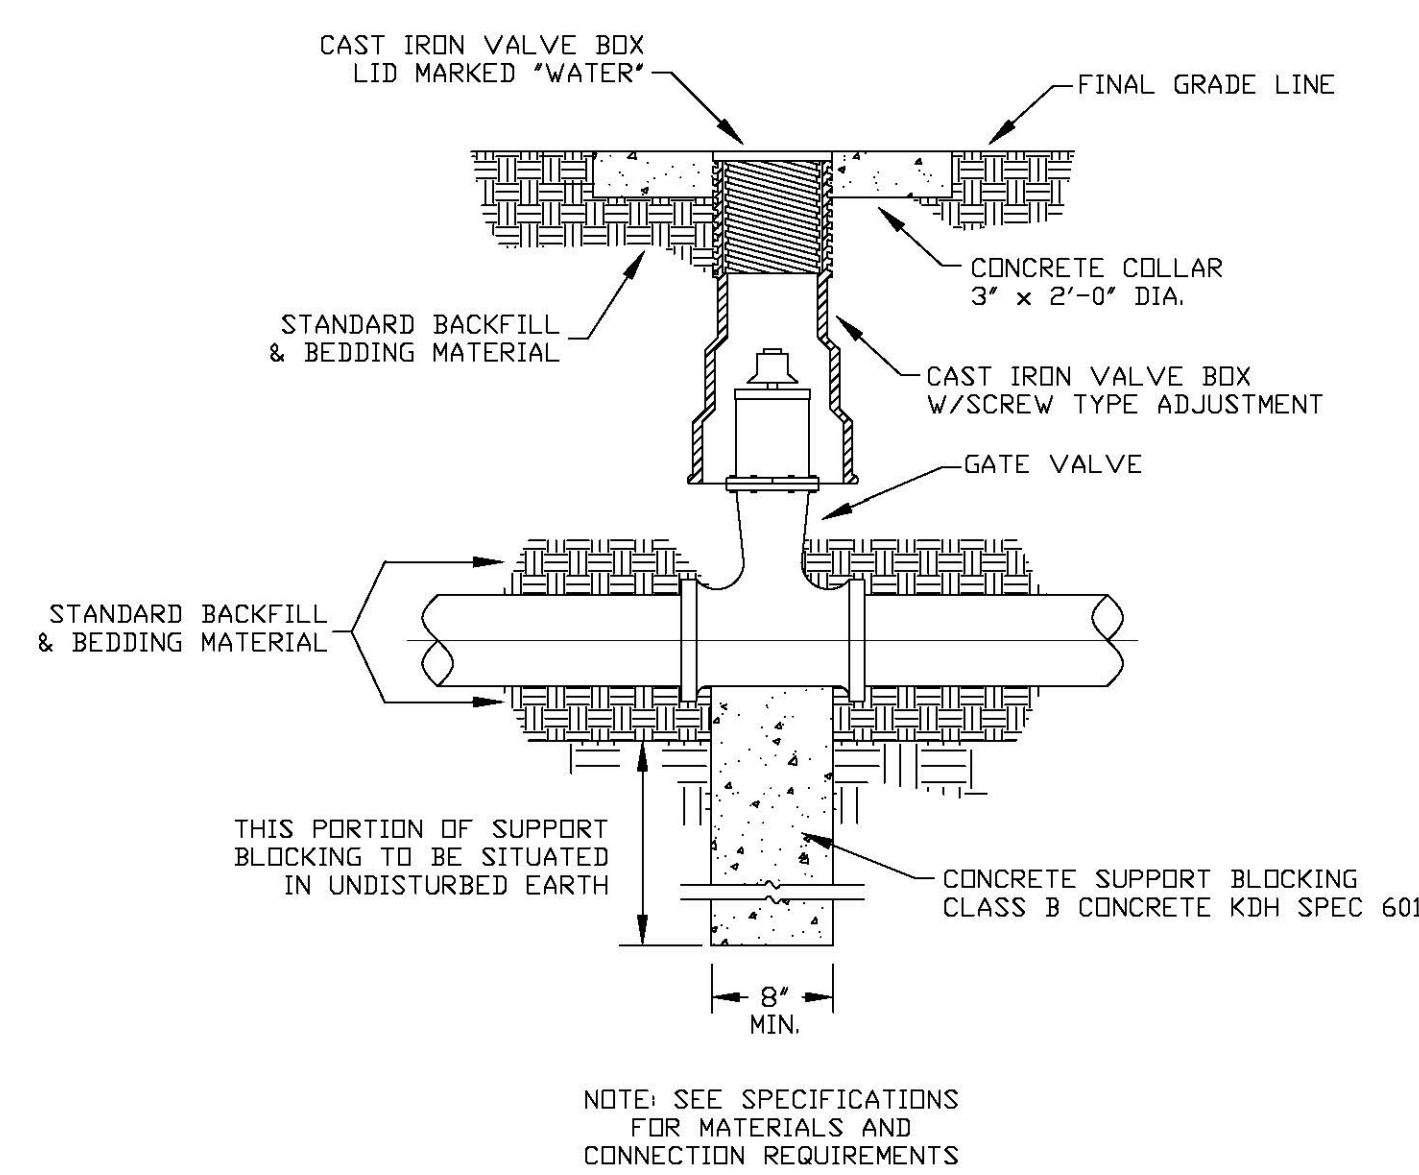 CAST IRON VALVE BOX
LID MARKED "WATER"
FINAL GRADE LINE
CONCRETE COLLAR
3" x 2'-0" DIA.
STANDARD BACKFILL
& BEDDING MATERIAL
CAST IRON VALVE BOX
W/SCREW TYPE ADJUSTMENT
GATE VALVE
STANDARD BACKFILL
& BEDDING MATERIAL
THIS PORTION OF SUPPORT
BLOCKING TO BE SITUATED
IN UNDISTURBED EARTH
CONCRETE SUPPORT BLOCKING
CLASS B CONCRETE KDH SPEC 601
8"
MIN.
NOTE: SEE SPECIFICATIONS
FOR MATERIALS AND
CONNECTION REQUIREMENTS